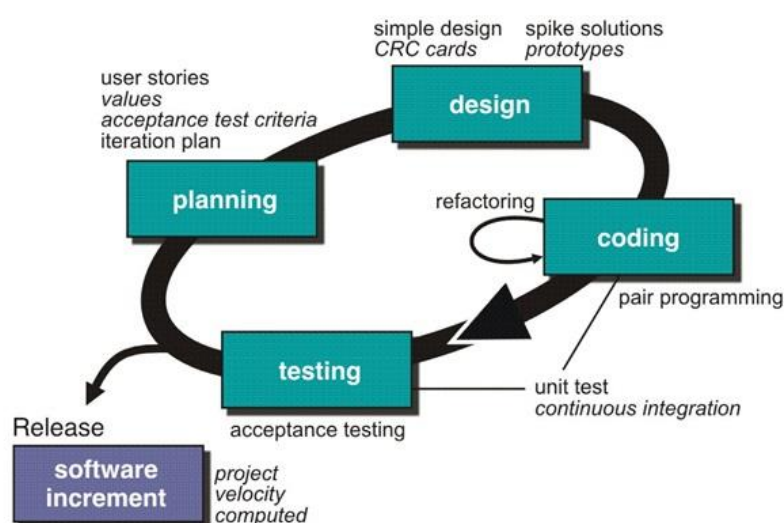 simple design
CRC cards
spike solutions
prototypes
user stories
values
acceptance test criteria
iteration plan
design
planning
refactoring
coding
pair programming
testing
unit test
continuous integration
acceptance testing
Release
software
increment
project
velocity
computed